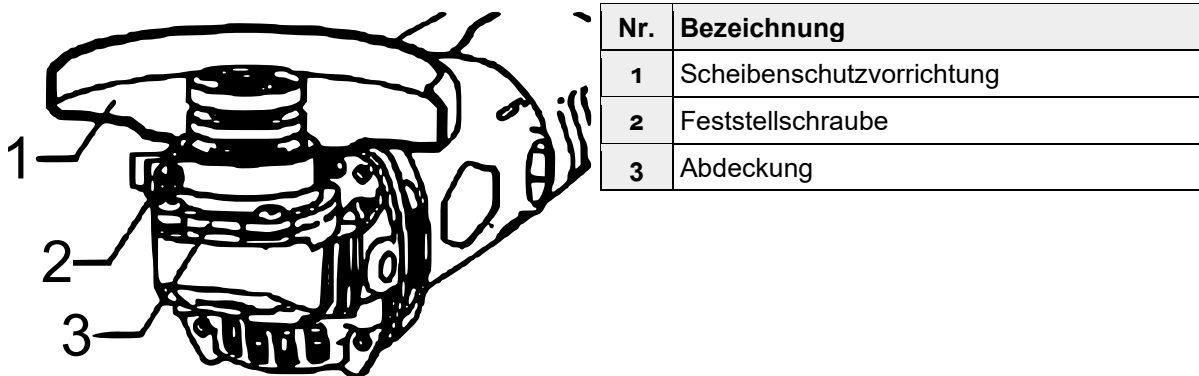 1
2
3
Nr. Bezeichnung
1 Scheibenschutzvorrichtung
2 Feststellschraube
3 Abdeckung